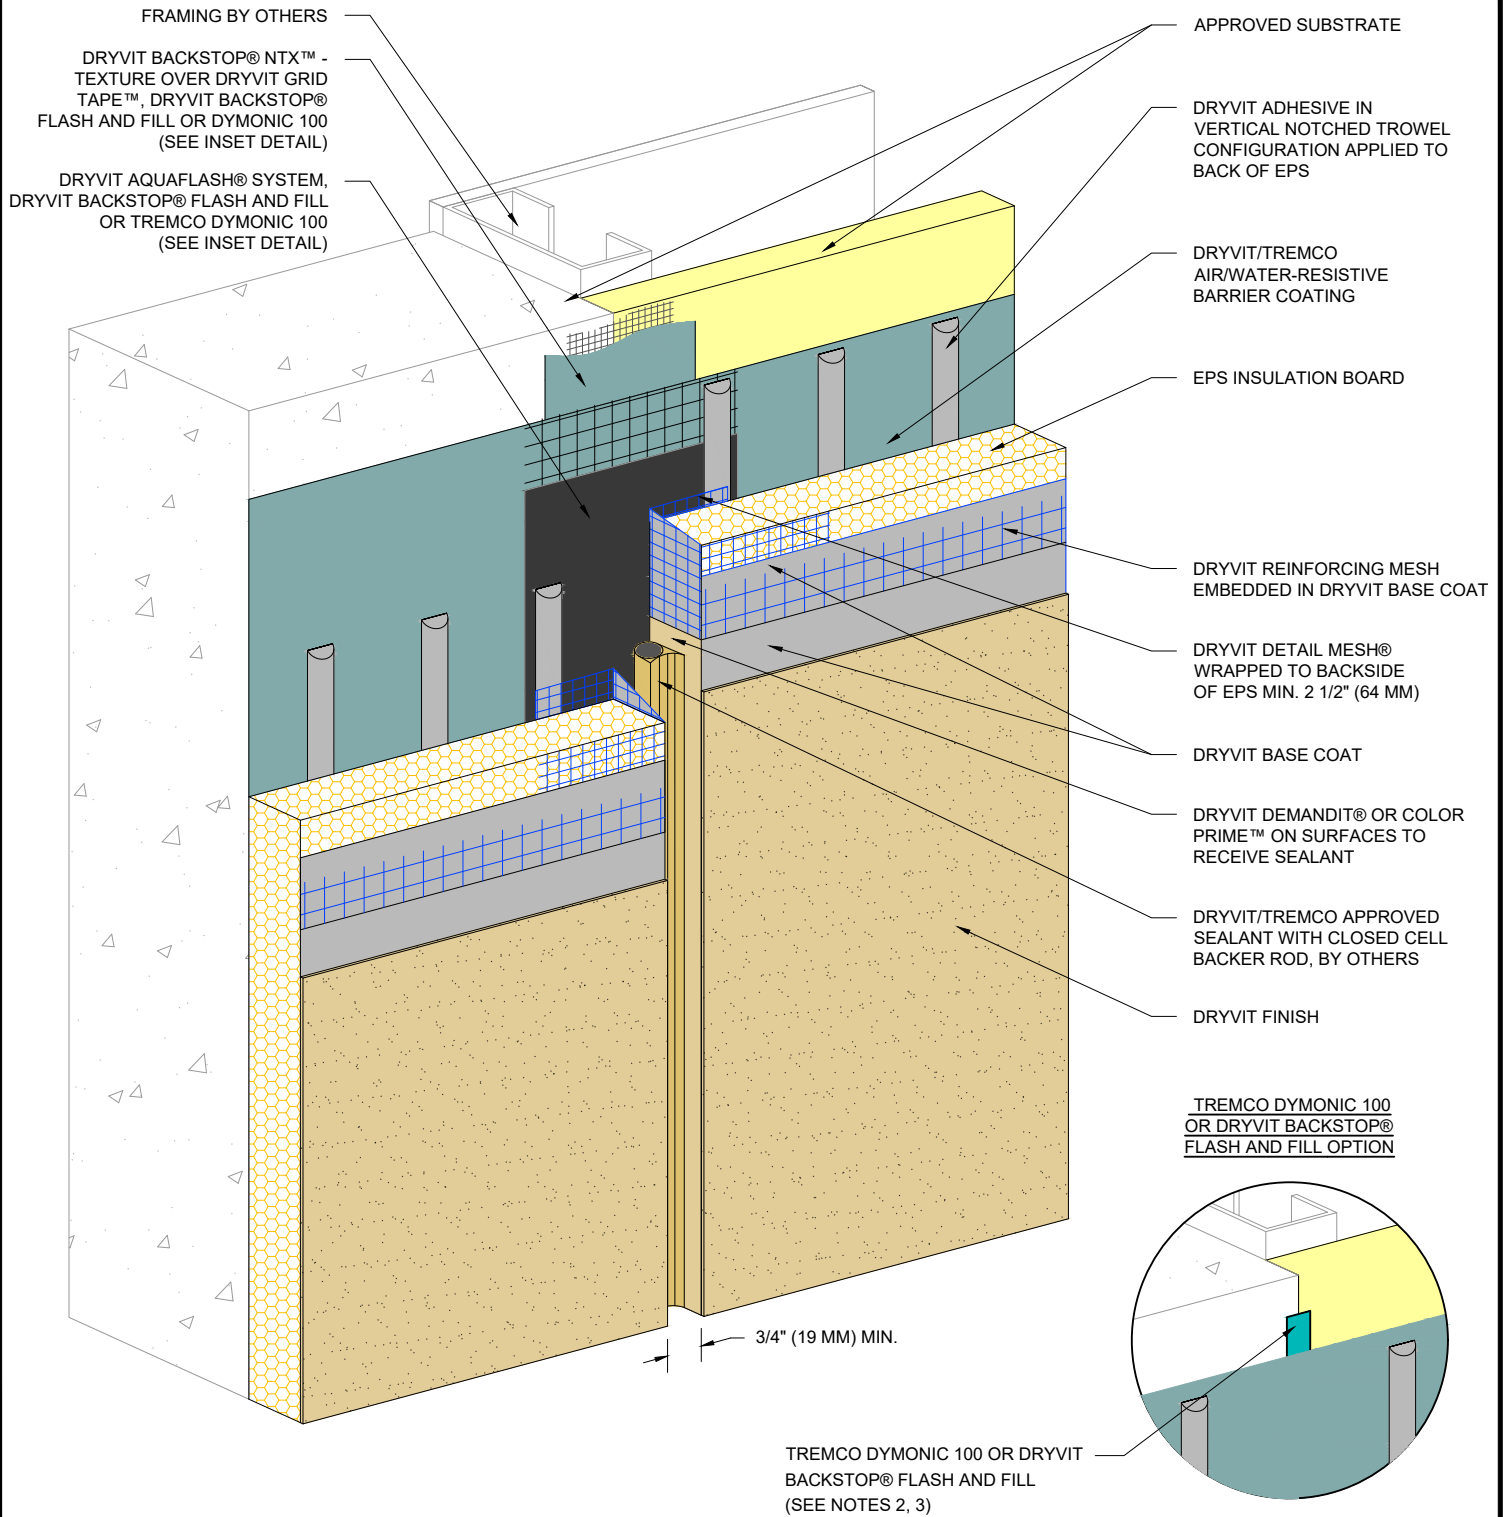 FRAMING BY OTHERS
DRYVIT BACKSTOP® NTX™ -
TEXTURE OVER DRYVIT GRID
TAPE™, DRYVIT BACKSTOP®
FLASH AND FILL OR DYMONIC 100
(SEE INSET DETAIL)
DRYVIT AQUAFLASH® SYSTEM,
DRYVIT BACKSTOP® FLASH AND FILL
OR TREMCO DYMONIC 100
(SEE INSET DETAIL)
APPROVED SUBSTRATE
DRYVIT ADHESIVE IN
VERTICAL NOTCHED TROWEL
CONFIGURATION APPLIED TO
BACK OF EPS
DRYVIT/TREMCO
AIR/WATER-RESISTIVE
BARRIER COATING
EPS INSULATION BOARD
DRYVIT REINFORCING MESH
EMBEDDED IN DRYVIT BASE COAT
DRYVIT DETAIL MESH®
WRAPPED TO BACKSIDE
OF EPS MIN. 2 1/2" (64 MM)
DRYVIT BASE COAT
DRYVIT DEMANDIT® OR COLOR
PRIME™ ON SURFACES TO
RECEIVE SEALANT
DRYVIT/TREMCO APPROVED
SEALANT WITH CLOSED CELL
BACKER ROD, BY OTHERS
DRYVIT FINISH
TREMCO DYMONIC 100
OR DRYVIT BACKSTOP®
FLASH AND FILL OPTION
3/4" (19 MM) MIN.
TREMCO DYMONIC 100 OR DRYVIT
BACKSTOP® FLASH AND FILL
(SEE NOTES 2, 3)